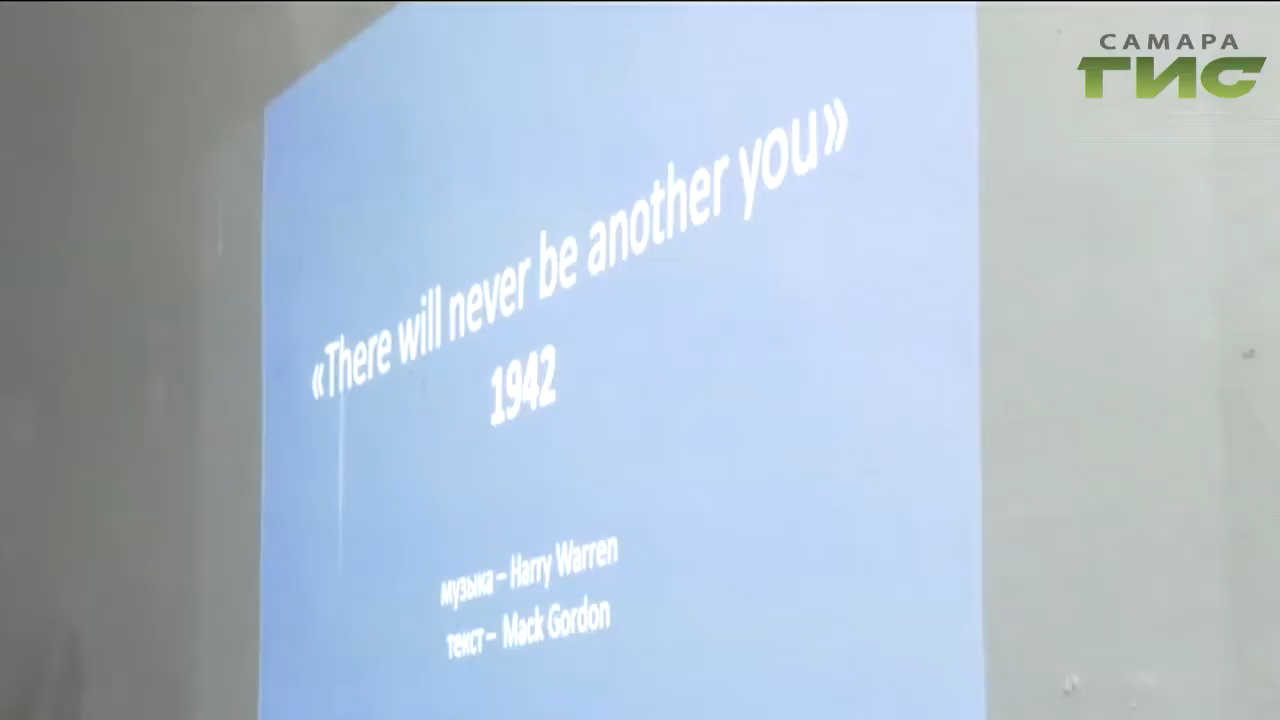 САМАРА
ГИС
«There will never be another you»
1942
музыка – Harry Warren
текст – Mack Gordon